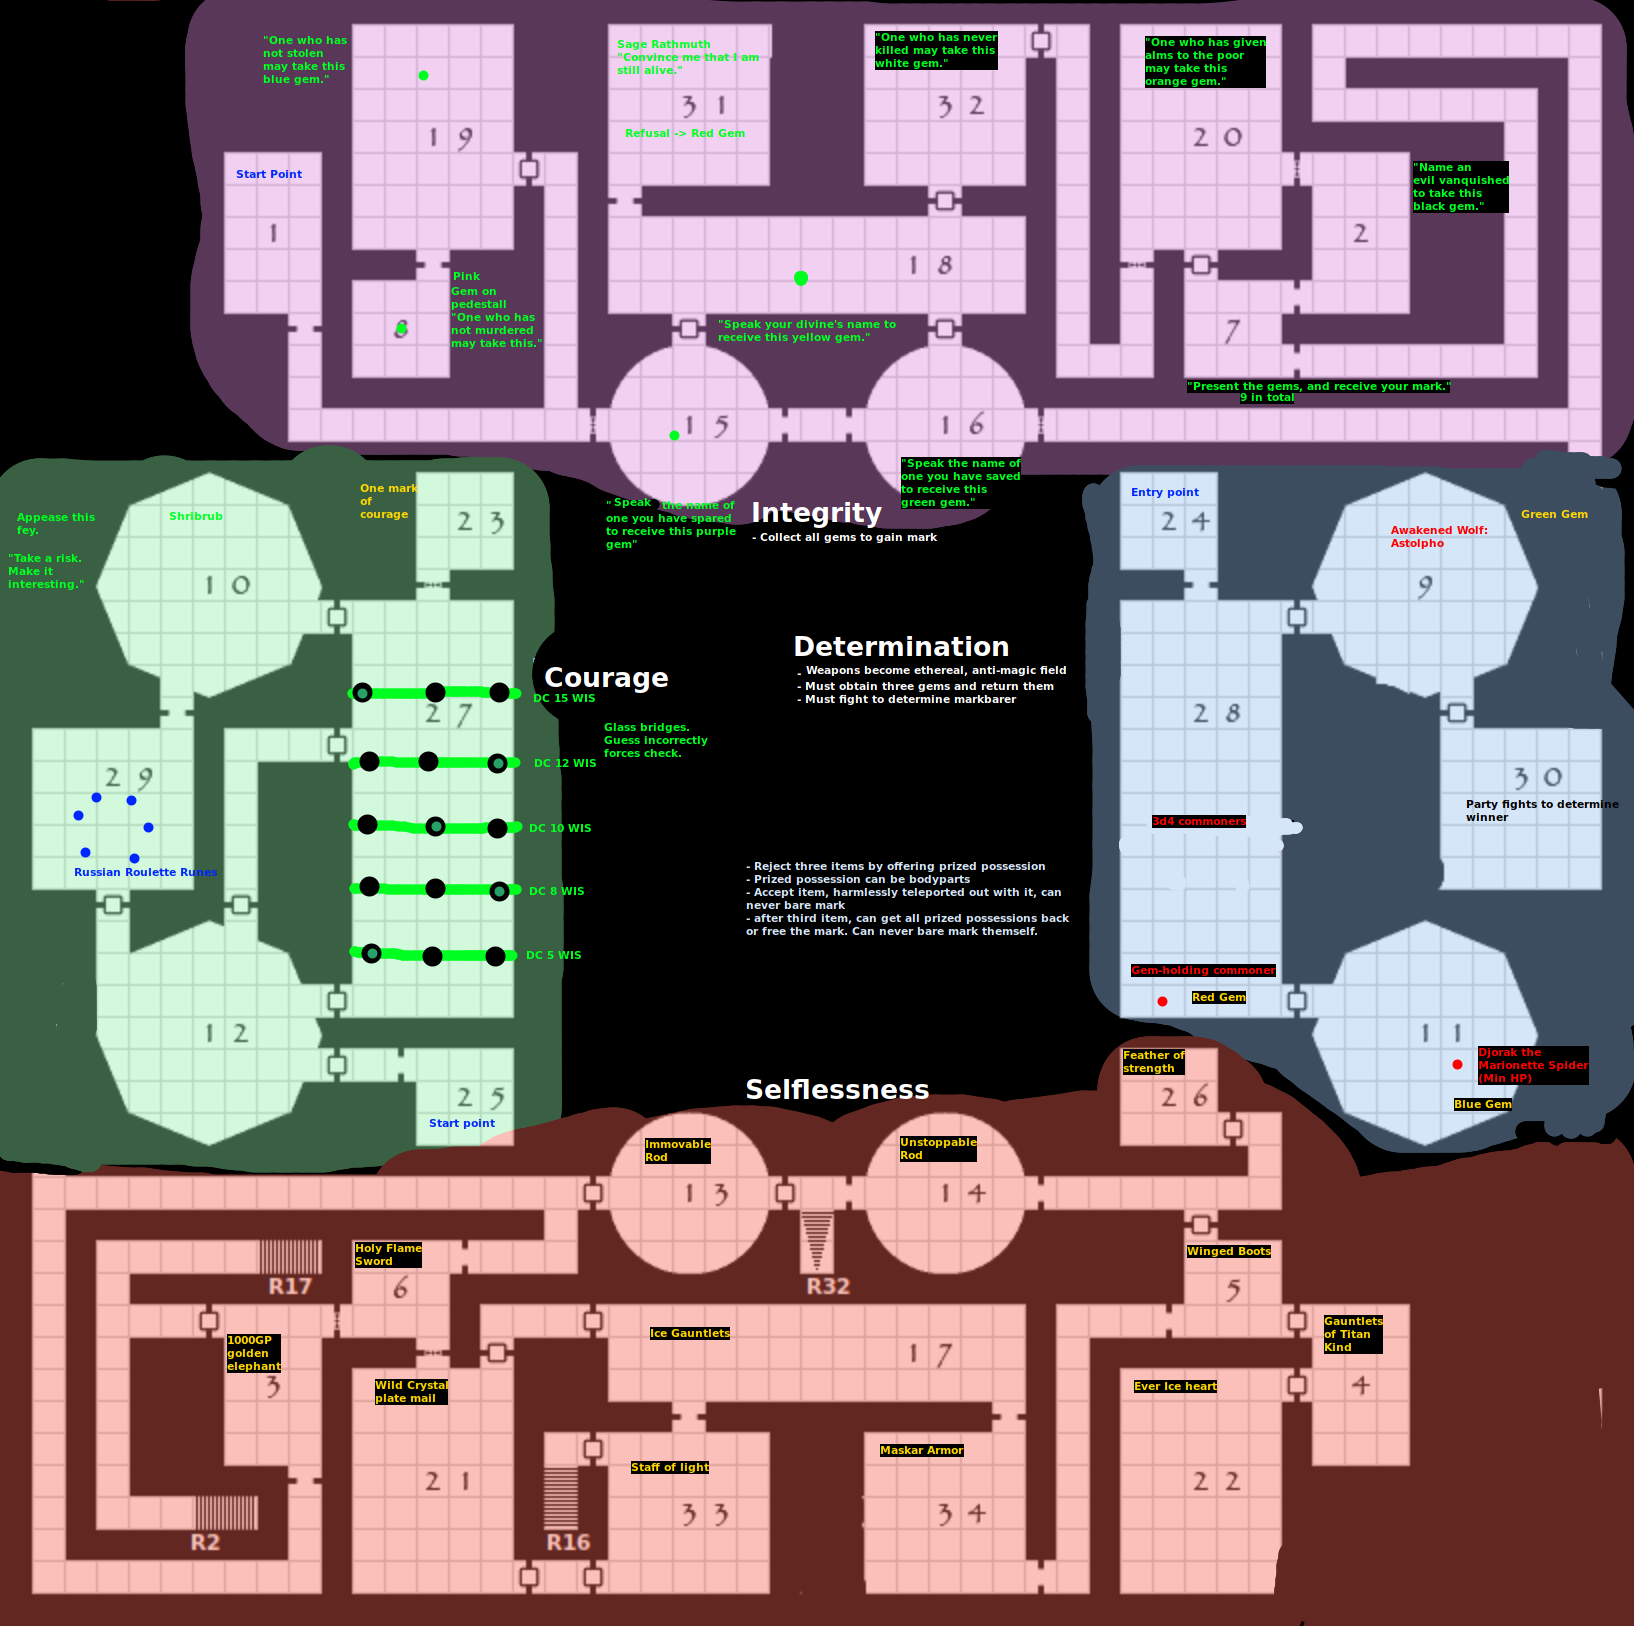 "One who has
not stolen
may take this
blue gem."
19
Start Point
1
Pink
Gem on
pedestall
"One who has
not murdered
may take this."
8
Sage Rathmuth
"Convince me that I am
still alive."
31
Refusal -> Red Gem
"One who has never
killed may take this
white gem."
32
"One who has given
alms to the poor
may take this
orange gem."
20
"Name an
evil vanquished
to take this
black gem."
2
18
"Speak your divine's name to
receive this yellow gem."
7
"Present the gems, and receive your mark."
9 in total
15
16
"Speak the name of
one you have saved
to receive this
green gem."
" Speak the name of
one you have spared
to receive this purple
gem"
Integrity
- Collect all gems to gain mark
Appease this
fey.
"Take a risk.
Make it
interesting."
Shribrub
10
One mark
of
courage
23
Courage
27
DC 15 WIS
Glass bridges.
Guess incorrectly
forces check.
DC 12 WIS
DC 10 WIS
DC 8 WIS
DC 5 WIS
29
Russian Roulette Runes
12
25
Start point
Determination
- Weapons become ethereal, anti-magic field
- Must obtain three gems and return them
- Must fight to determine markbarer
Entry point
24
Awakened Wolf:
Astolpho
Green Gem
9
28
30
Party fights to determine
winner
3d4 commoners
Gem-holding commoner
Red Gem
11
Djorak the
Marionette Spider
(Min HP)
Blue Gem
- Reject three items by offering prized possession
- Prized possession can be bodyparts
- Accept item, harmlessly teleported out with it, can
never bare mark
- after third item, can get all prized possessions back
or free the mark. Can never bare mark themself.
Selflessness
Feather of
strength
26
Immovable
Rod
13
Unstoppable
Rod
14
R17
Holy Flame
Sword
6
R32
Winged Boots
5
1000GP
golden
elephant
3
Ice Gauntlets
17
Gauntlets
of Titan
Kind
4
Wild Crystal
plate mail
21
Ever Ice heart
22
Staff of light
33
Maskar Armor
34
R2
R16